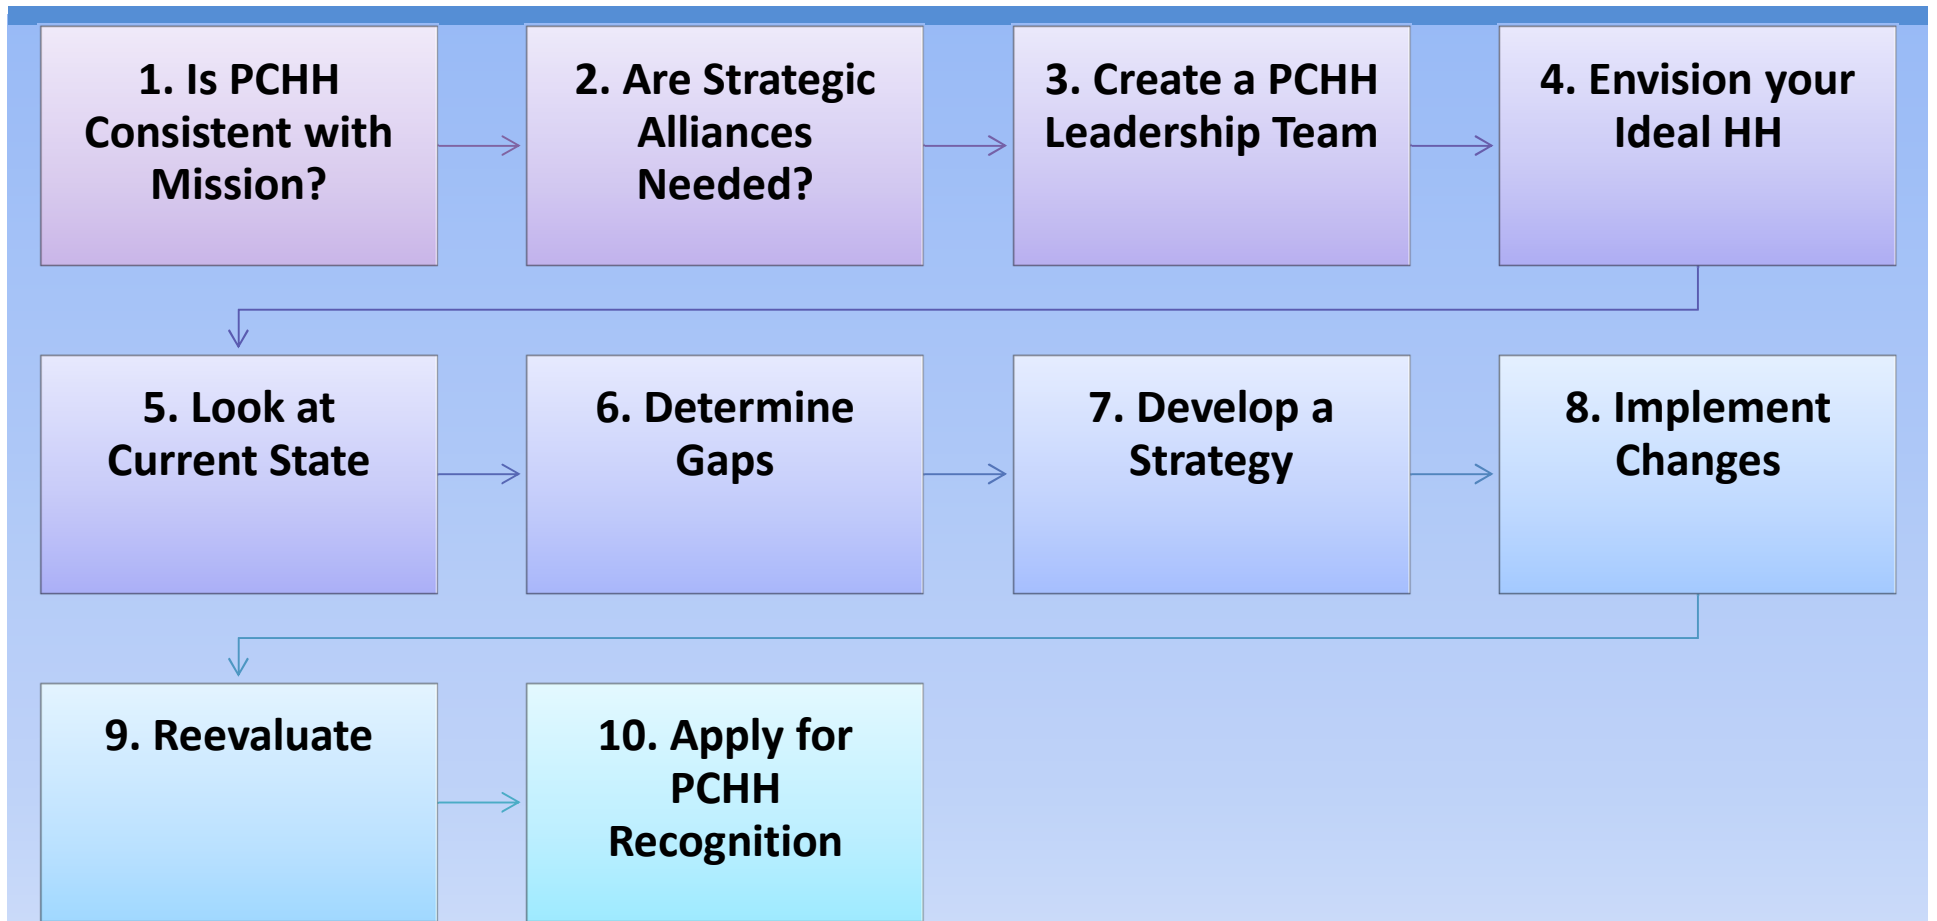 1. Is PCHH
Consistent with
Mission?
2. Are Strategic
Alliances
Needed?
3. Create a PCHH
Leadership Team
4. Envision your
Ideal HH
5. Look at
Current State
6. Determine
Gaps
7. Develop a
Strategy
8. Implement
Changes
9. Reevaluate
10. Apply for
PCHH
Recognition